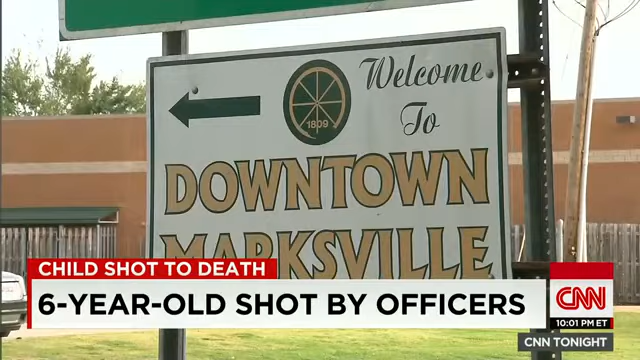 Welcome
To
1809
DOWNTOWN
MARKSVILLE
CHILD SHOT TO DEATH
6-YEAR-OLD SHOT BY OFFICERS
CNN
10:01 PM ET
CNN TONIGHT